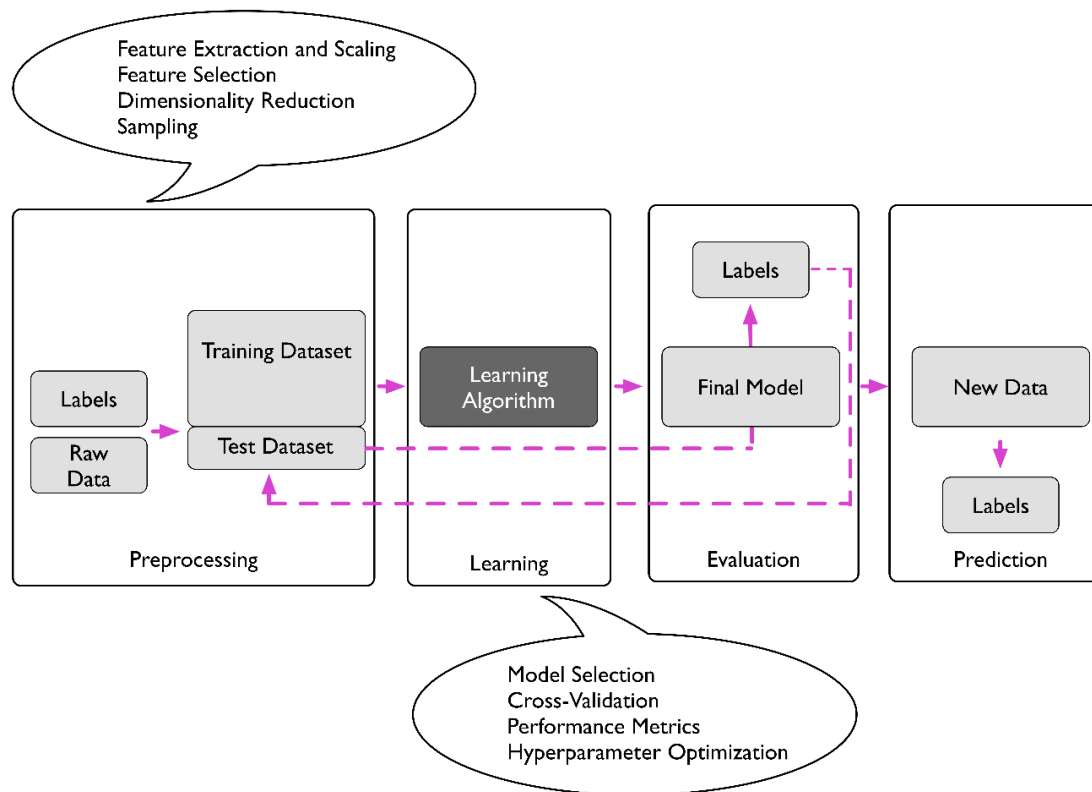 Feature Extraction and Scaling
Feature Selection
Dimensionality Reduction
Sampling
Labels
Raw
Data
Training Dataset
Test Dataset
Preprocessing
Learning
Algorithm
Learning
Labels
Final Model
Evaluation
New Data
Labels
Prediction
Model Selection
Cross-Validation
Performance Metrics
Hyperparameter Optimization